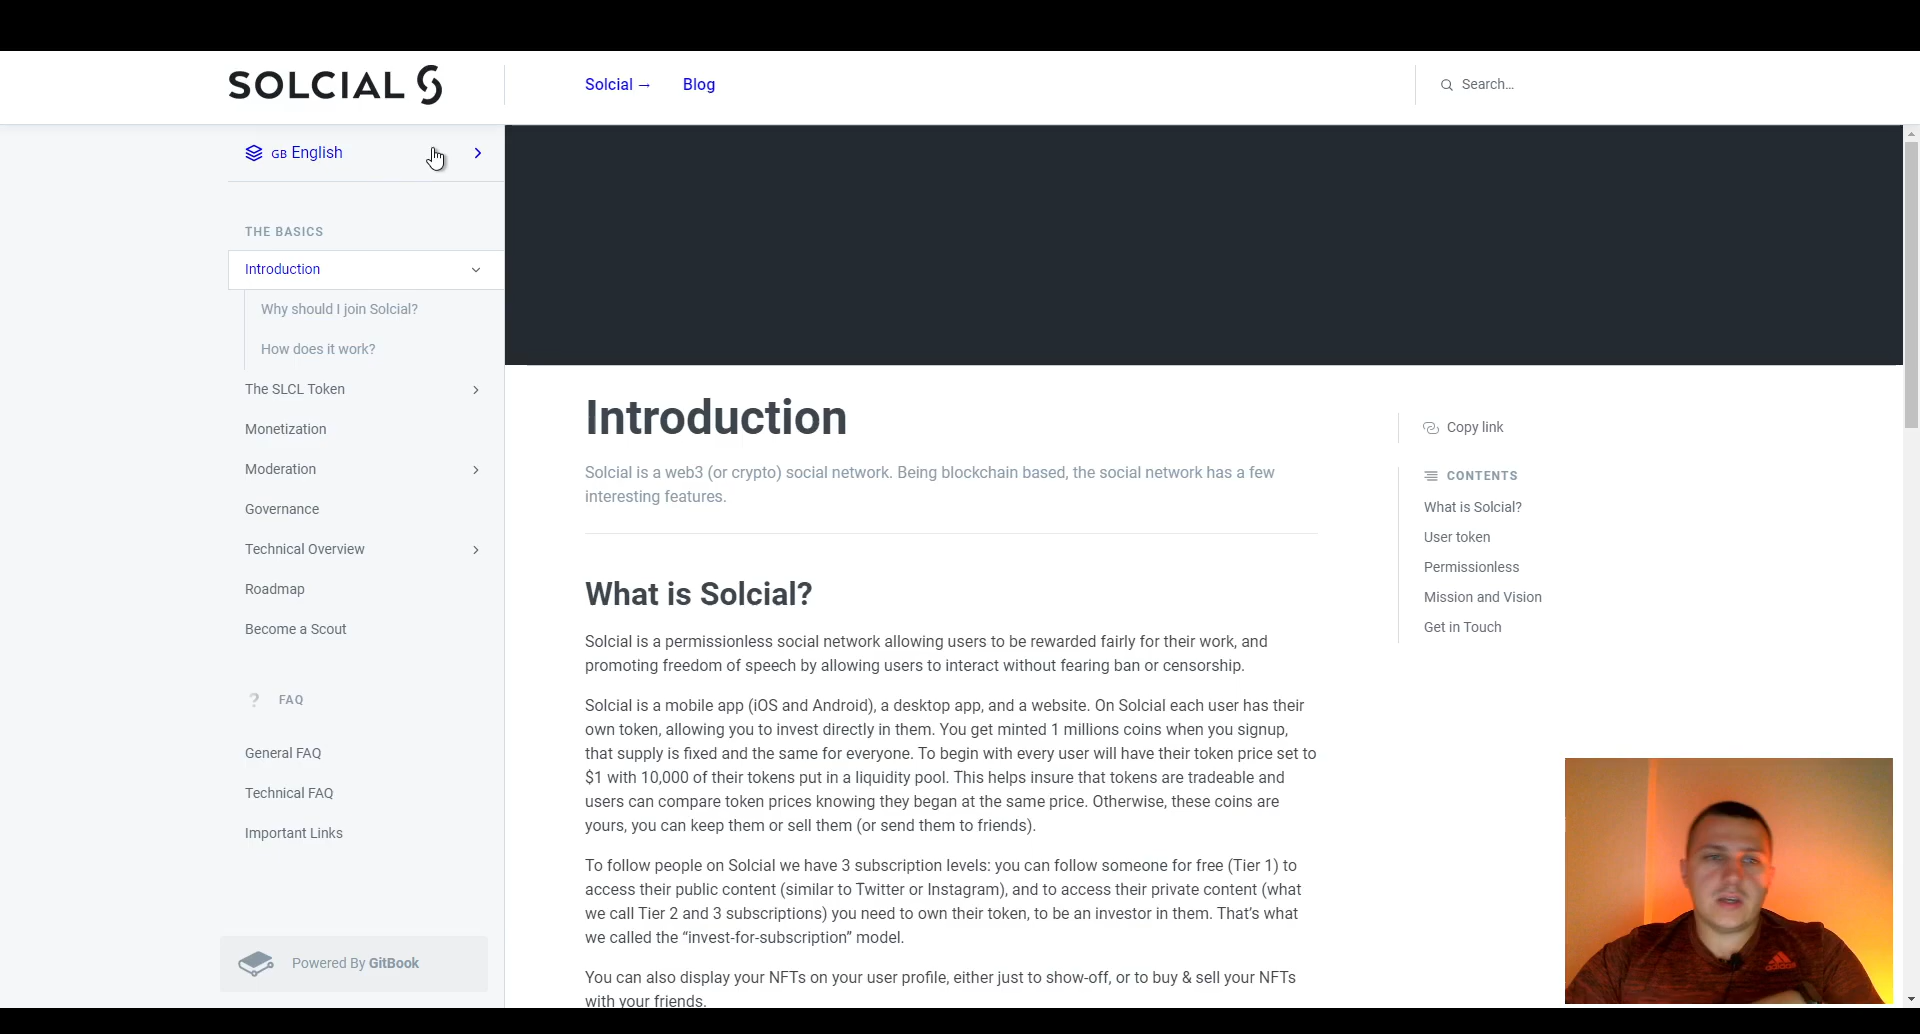 SOLCIAL
Solcial → Blog
Search...
GB English
THE BASICS
Introduction
Why should I join Solcial?
How does it work?
The SLCL Token
Monetization
Moderation
Governance
Technical Overview
Roadmap
Become a Scout
? FAQ
General FAQ
Technical FAQ
Important Links
Powered By GitBook
Introduction
Solcial is a web3 (or crypto) social network. Being blockchain based, the social network has a few
interesting features.
What is Solcial?
Solcial is a permissionless social network allowing users to be rewarded fairly for their work, and
promoting freedom of speech by allowing users to interact without fearing ban or censorship.
Solcial is a mobile app (iOS and Android), a desktop app, and a website. On Solcial each user has their
own token, allowing you to invest directly in them. You get minted 1 millions coins when you signup,
that supply is fixed and the same for everyone. To begin with every user will have their token price set to
$1 with 10,000 of their tokens put in a liquidity pool. This helps insure that tokens are tradeable and
users can compare token prices knowing they began at the same price. Otherwise, these coins are
yours, you can keep them or sell them (or send them to friends).
To follow people on Solcial we have 3 subscription levels: you can follow someone for free (Tier 1) to
access their public content (similar to Twitter or Instagram), and to access their private content (what
we call Tier 2 and 3 subscriptions) you need to own their token, to be an investor in them. That's what
we called the “invest-for-subscription” model.
You can also display your NFTs on your user profile, either just to show-off, or to buy & sell your NFTs
with your friends.
Copy link
CONTENTS
What is Solcial?
User token
Permissionless
Mission and Vision
Get in Touch
adidas